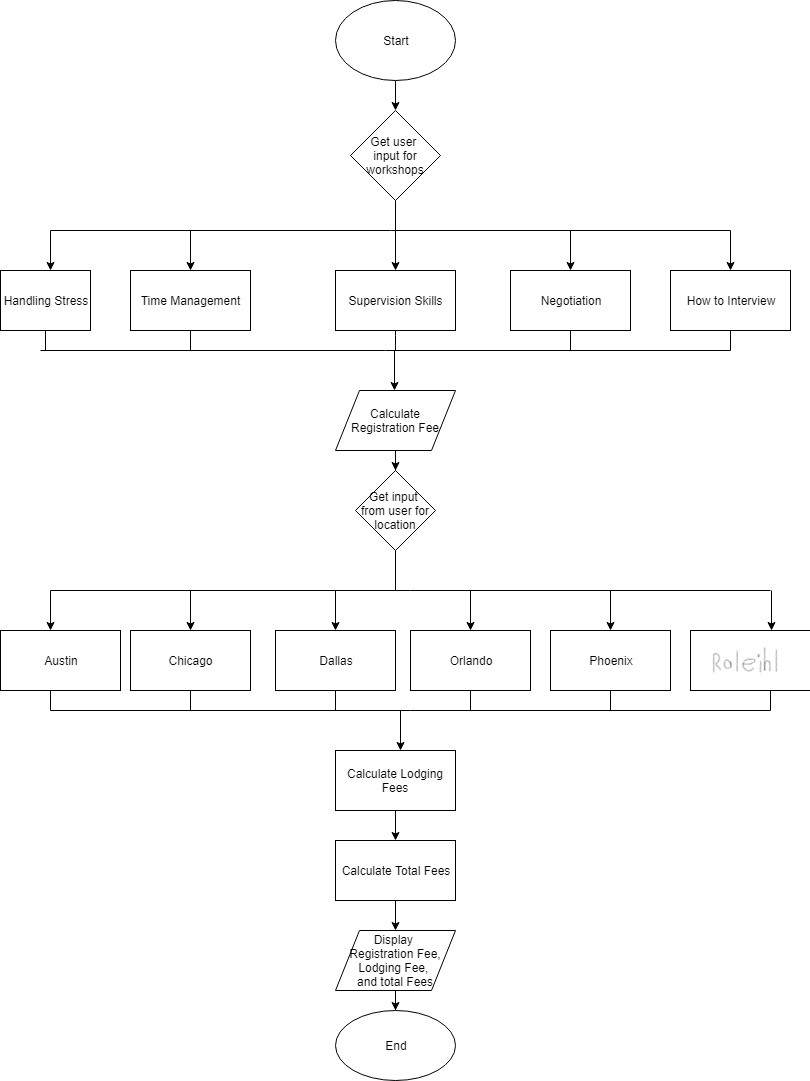 Start
Get user
input for
workshops
Handling Stress
Time Management
Supervision Skills
Negotiation
How to Interview
Calculate
Registration Fee
Get input
from user for
location
Austin
Chicago
Dallas
Orlando
Phoenix
Raleihl
Calculate Lodging
Fees
Calculate Total Fees
Display
Registration Fee,
Lodging Fee,
and total Fees
End